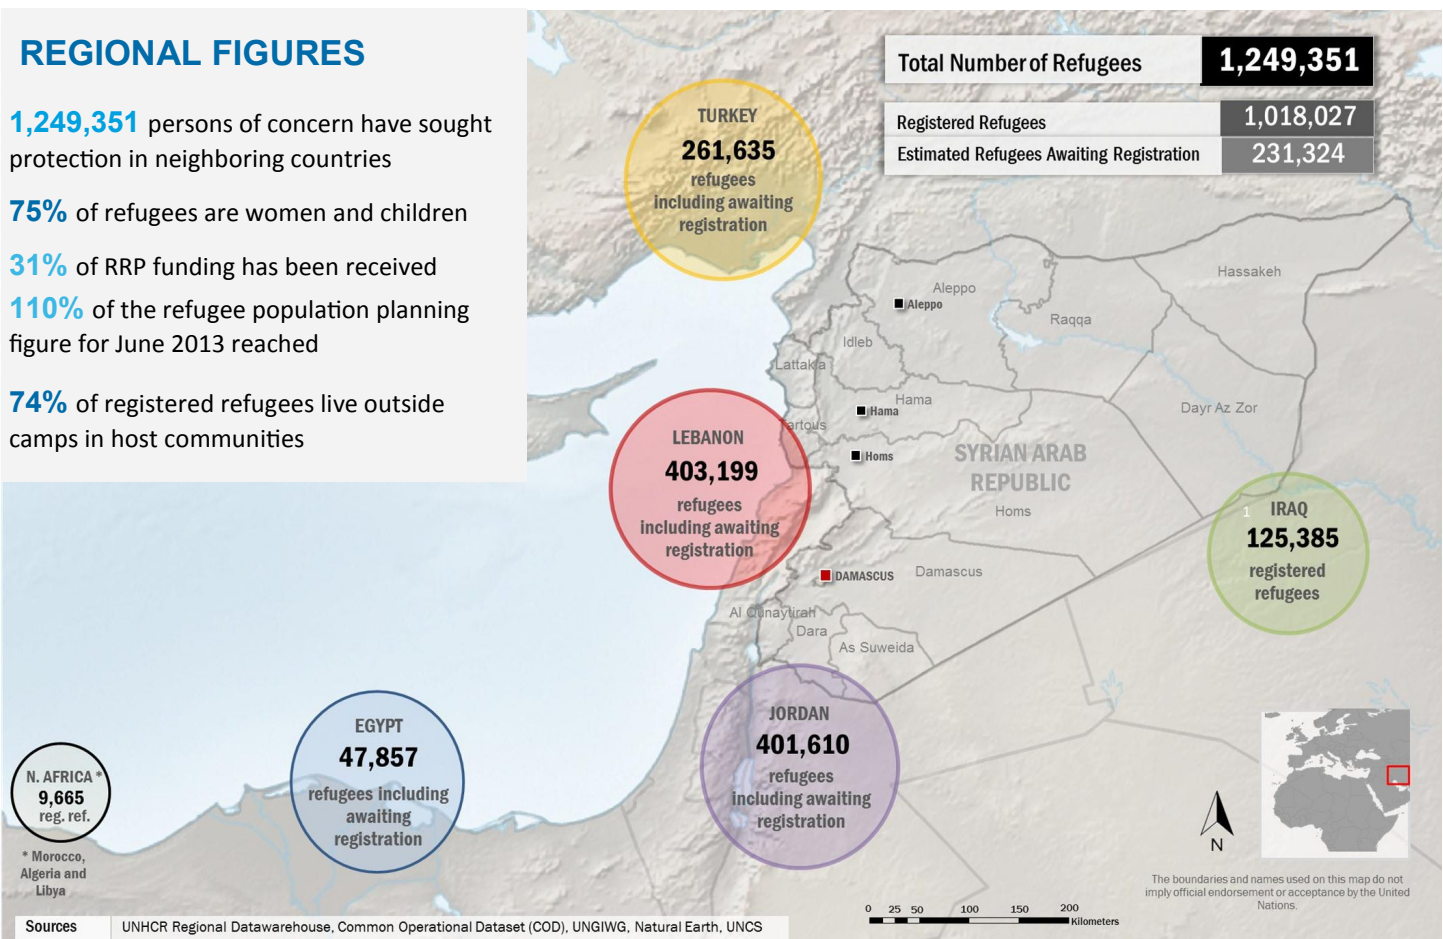 REGIONAL FIGURES
1,249,351 persons of concern have sought
protection in neighboring countries
75% of refugees are women and children
31% of RRP funding has been received
110% of the refugee population planning
figure for June 2013 reached
74% of registered refugees live outside
camps in host communities
Total Number of Refugees 1,249,351
Registered Refugees 1,018,027
Estimated Refugees Awaiting Registration 231,324
TURKEY
261,635
refugees
including awaiting
registration
Hassakeh
Aleppo
Aleppo
Raqqa
Idleb
Lattakia
Hama
Hama
Dayr Az Zor
artous
Homs
SYRIAN ARAB
REPUBLIC
Homs
LEBANON
403,199
refugees
including awaiting
registration
1
IRAQ
125,385
registered
refugees
DAMASCUS
Damascus
Al Qunaytirah
Dara
As Suweida
JORDAN
401,610
refugees
including awaiting
registration
EGYPT
47,857
refugees including
awaiting
registration
N. AFRICA *
9,665
reg. ref.
* Morocco,
Algeria and
Libya
N
The boundaries and names used on this map do not
imply official endorsement or acceptance by the United
Nations.
0 25 50 100 150 200
Kilometers
Sources UNHCR Regional Datawarehouse, Common Operational Dataset (COD), UNGIWG, Natural Earth, UNCS